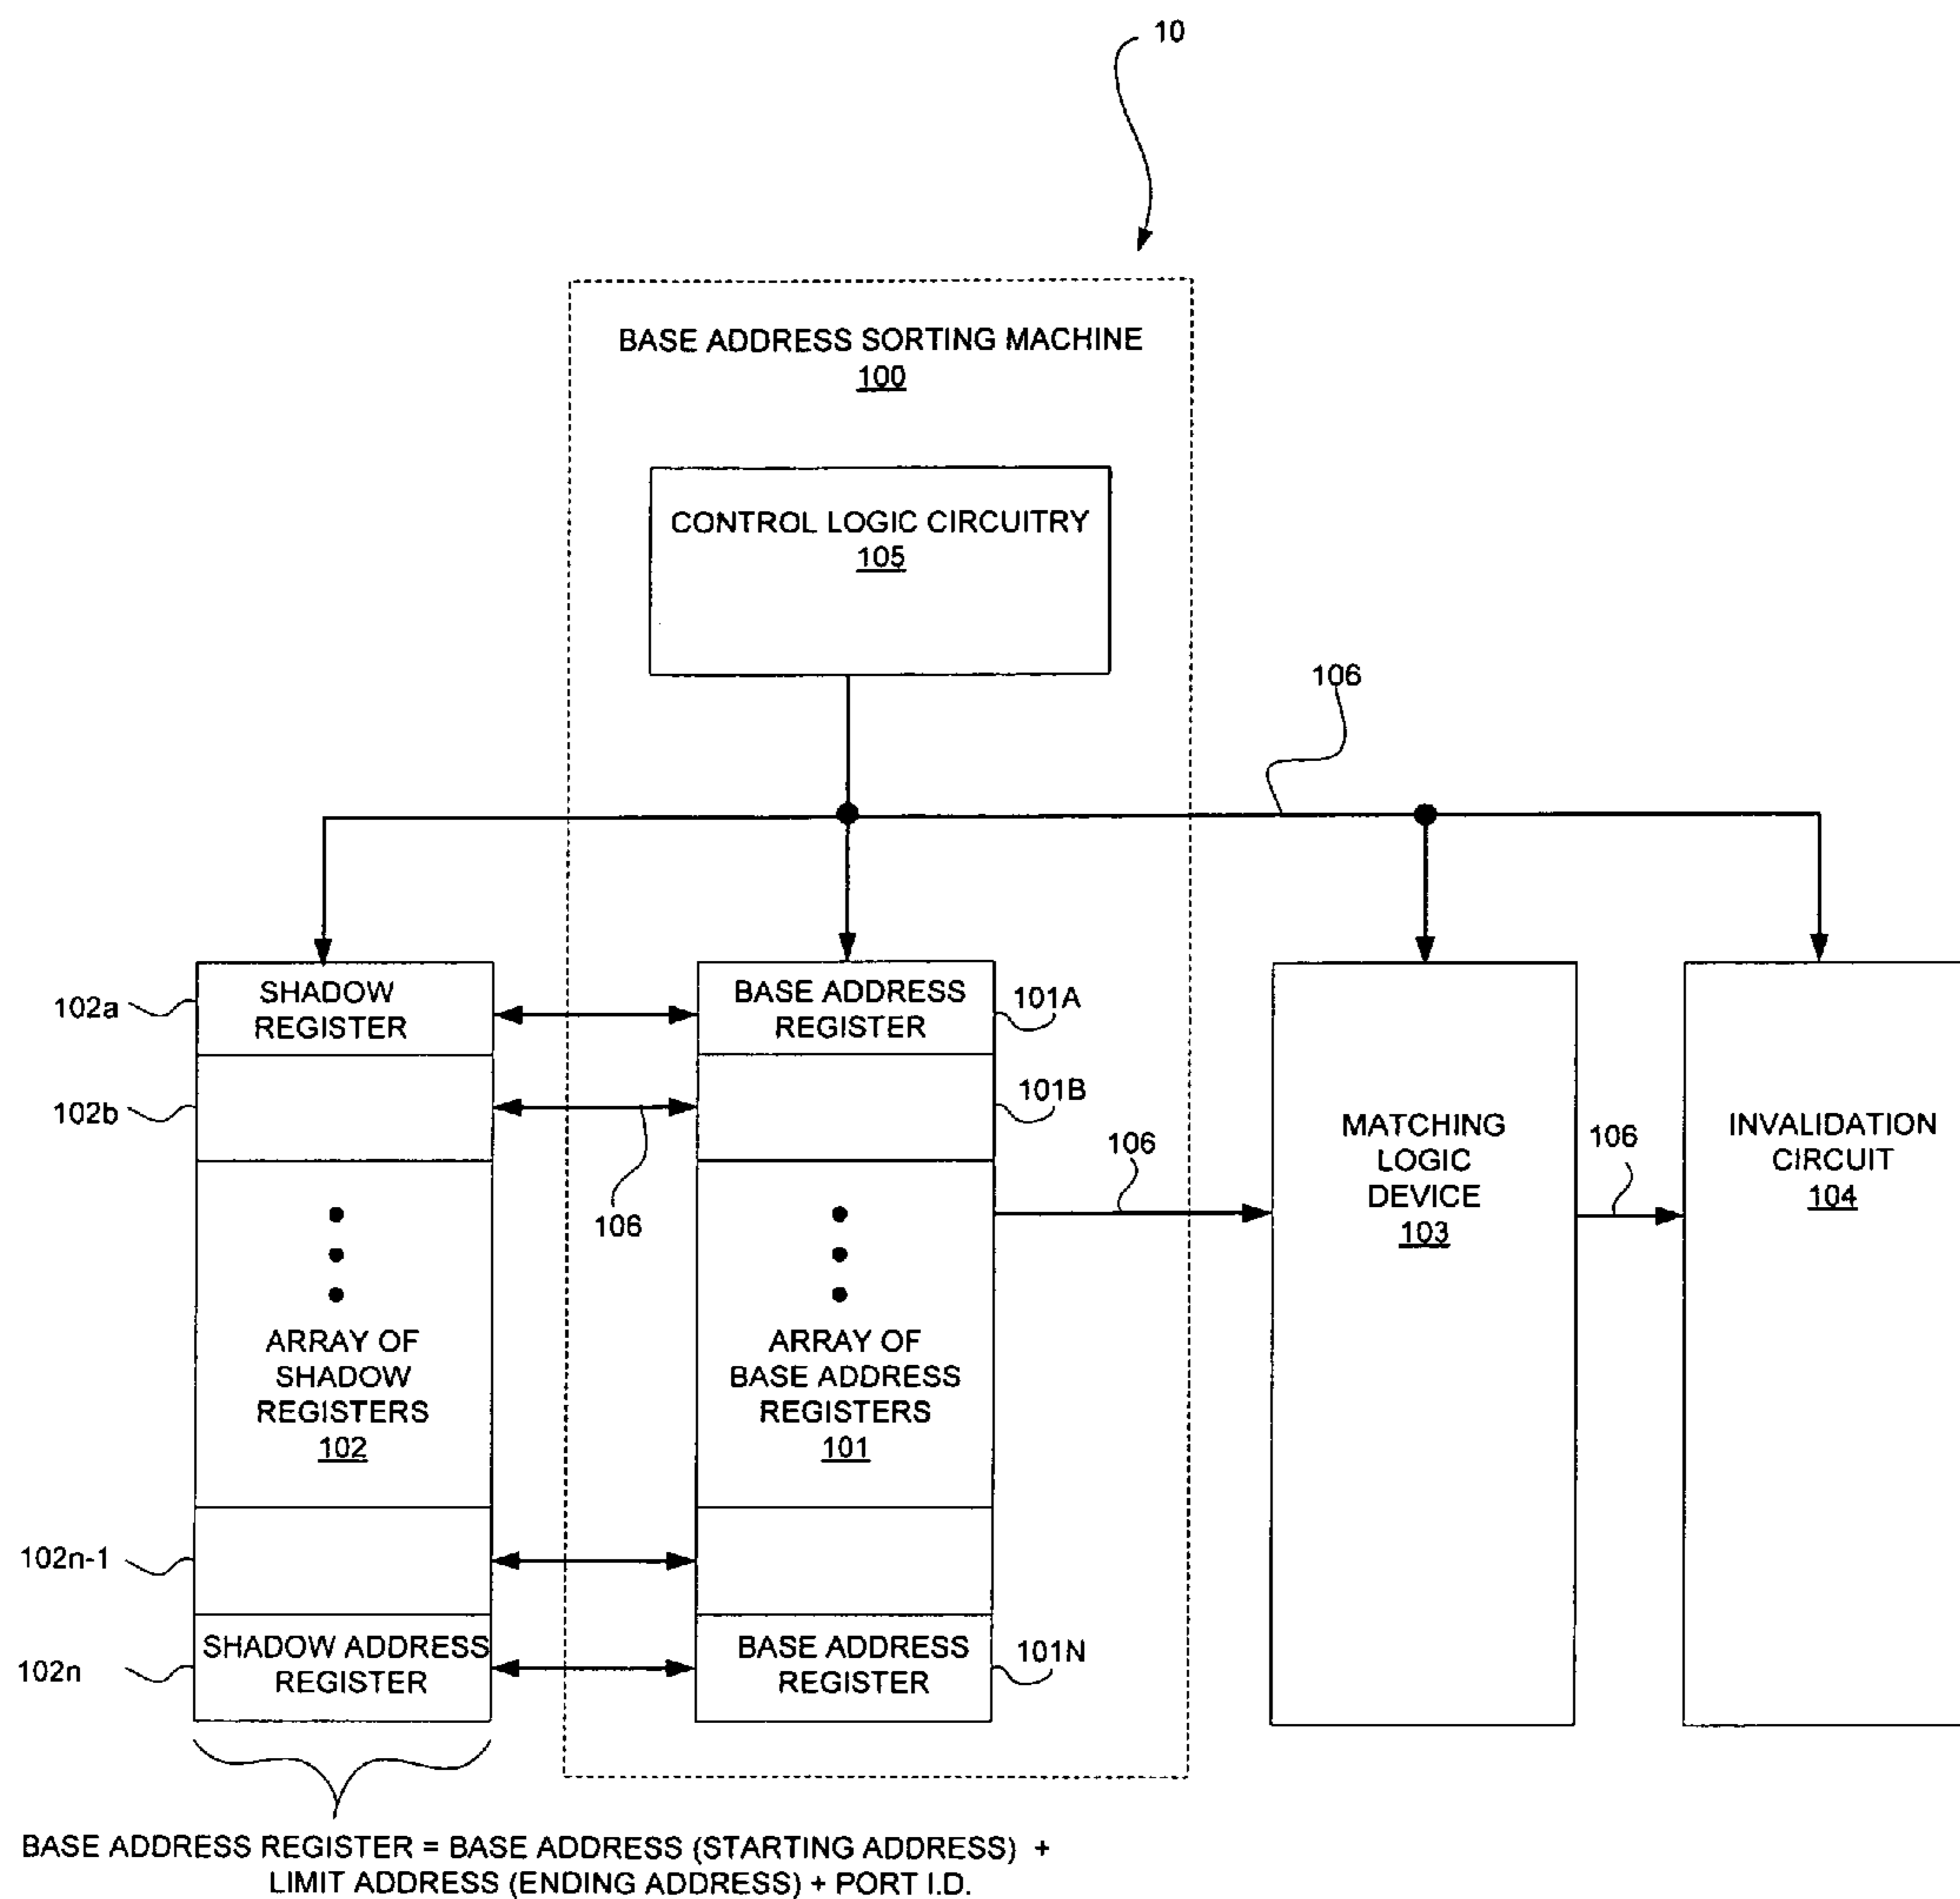 10
BASE ADDRESS SORTING MACHINE
100
CONTROL LOGIC CIRCUITRY
105
106
102a
SHADOW
REGISTER
BASE ADDRESS
REGISTER
101A
102b
106
101B
106
MATCHING
LOGIC
DEVICE
103
106
INVALIDATION
CIRCUIT
104
ARRAY OF
SHADOW
REGISTERS
102
ARRAY OF
BASE ADDRESS
REGISTERS
101
102n-1
102n
SHADOW ADDRESS
REGISTER
BASE ADDRESS
REGISTER
101N
BASE ADDRESS REGISTER = BASE ADDRESS (STARTING ADDRESS) +
LIMIT ADDRESS (ENDING ADDRESS) + PORT I.D.